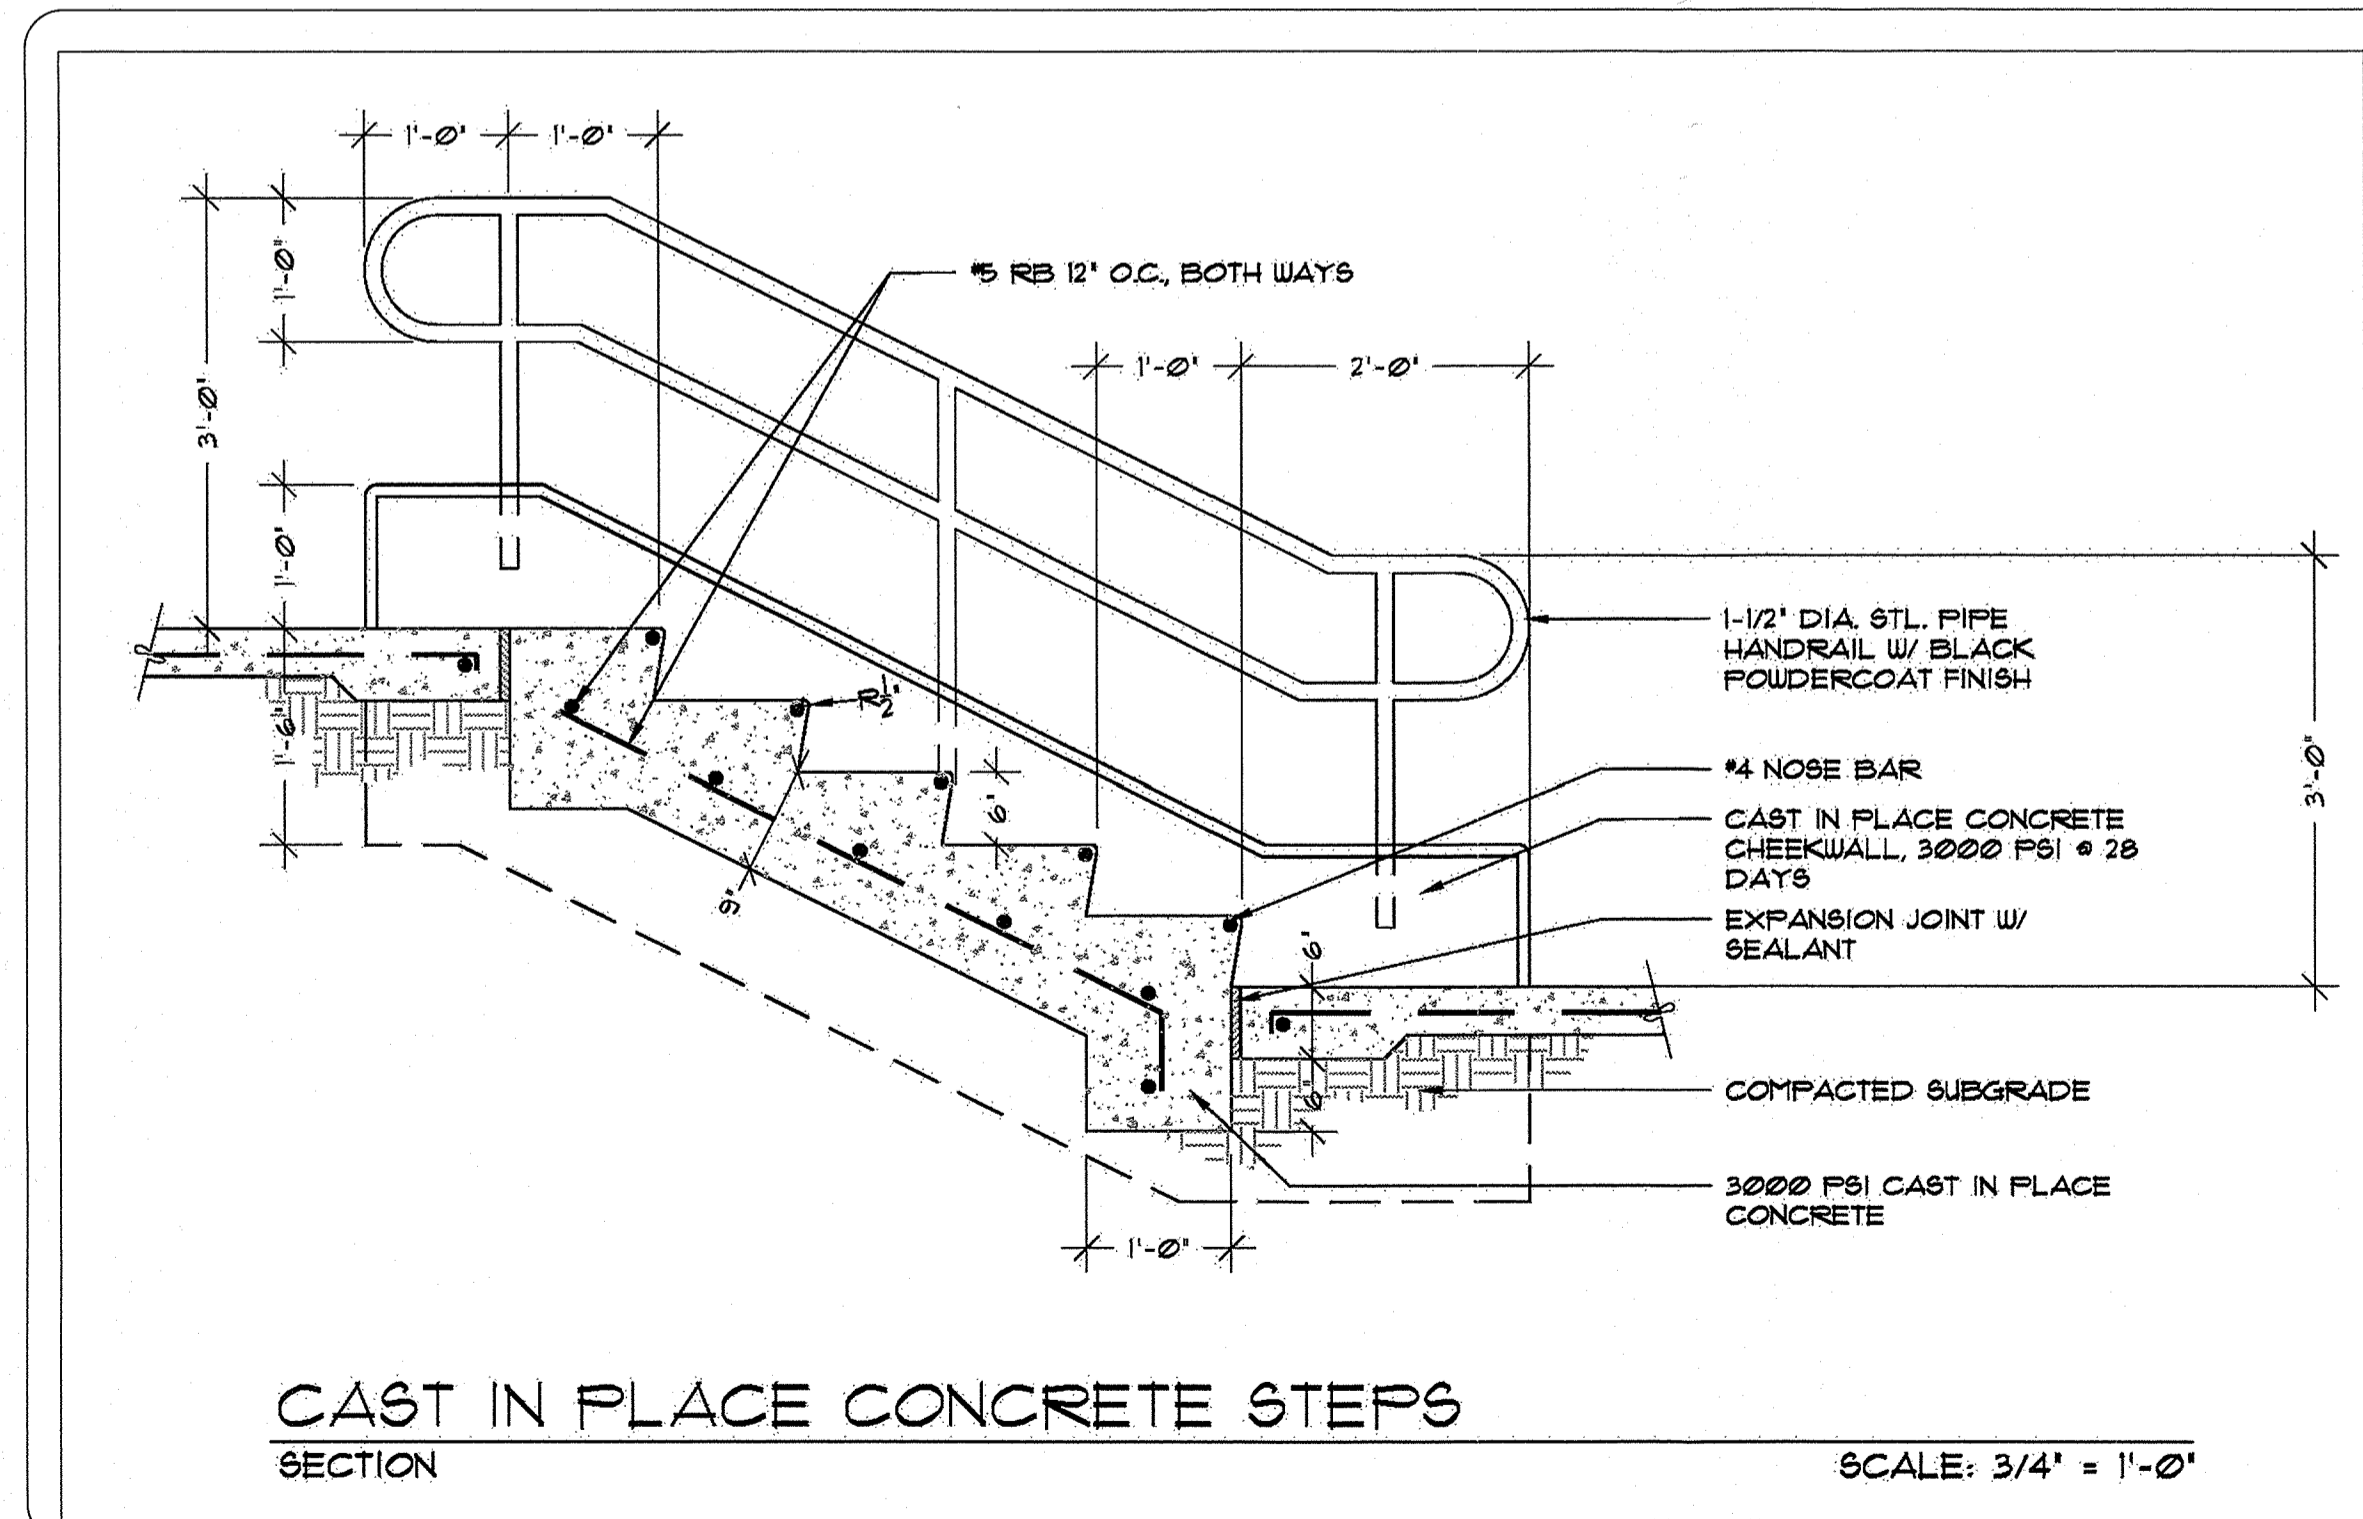 1'-0" 1'-0"
1'-0"
3'-0"
#5 RB 12" O.C., BOTH WAYS
1'-0" 2'-0"
1'-0"
1'-6"
R1/2"
6"
9"
1-1/2" DIA. STL. PIPE
HANDRAIL W/ BLACK
POWDERCOAT FINISH
#4 NOSE BAR
3'-0"
CAST IN PLACE CONCRETE
CHEEKWALL, 3000 PSI @ 28
DAYS
EXPANSION JOINT W/
SEALANT
6"
6"
COMPACTED SUBGRADE
3000 PSI CAST IN PLACE
CONCRETE
1'-0"
CAST IN PLACE CONCRETE STEPS
SECTION
SCALE: 3/4" = 1'-0"